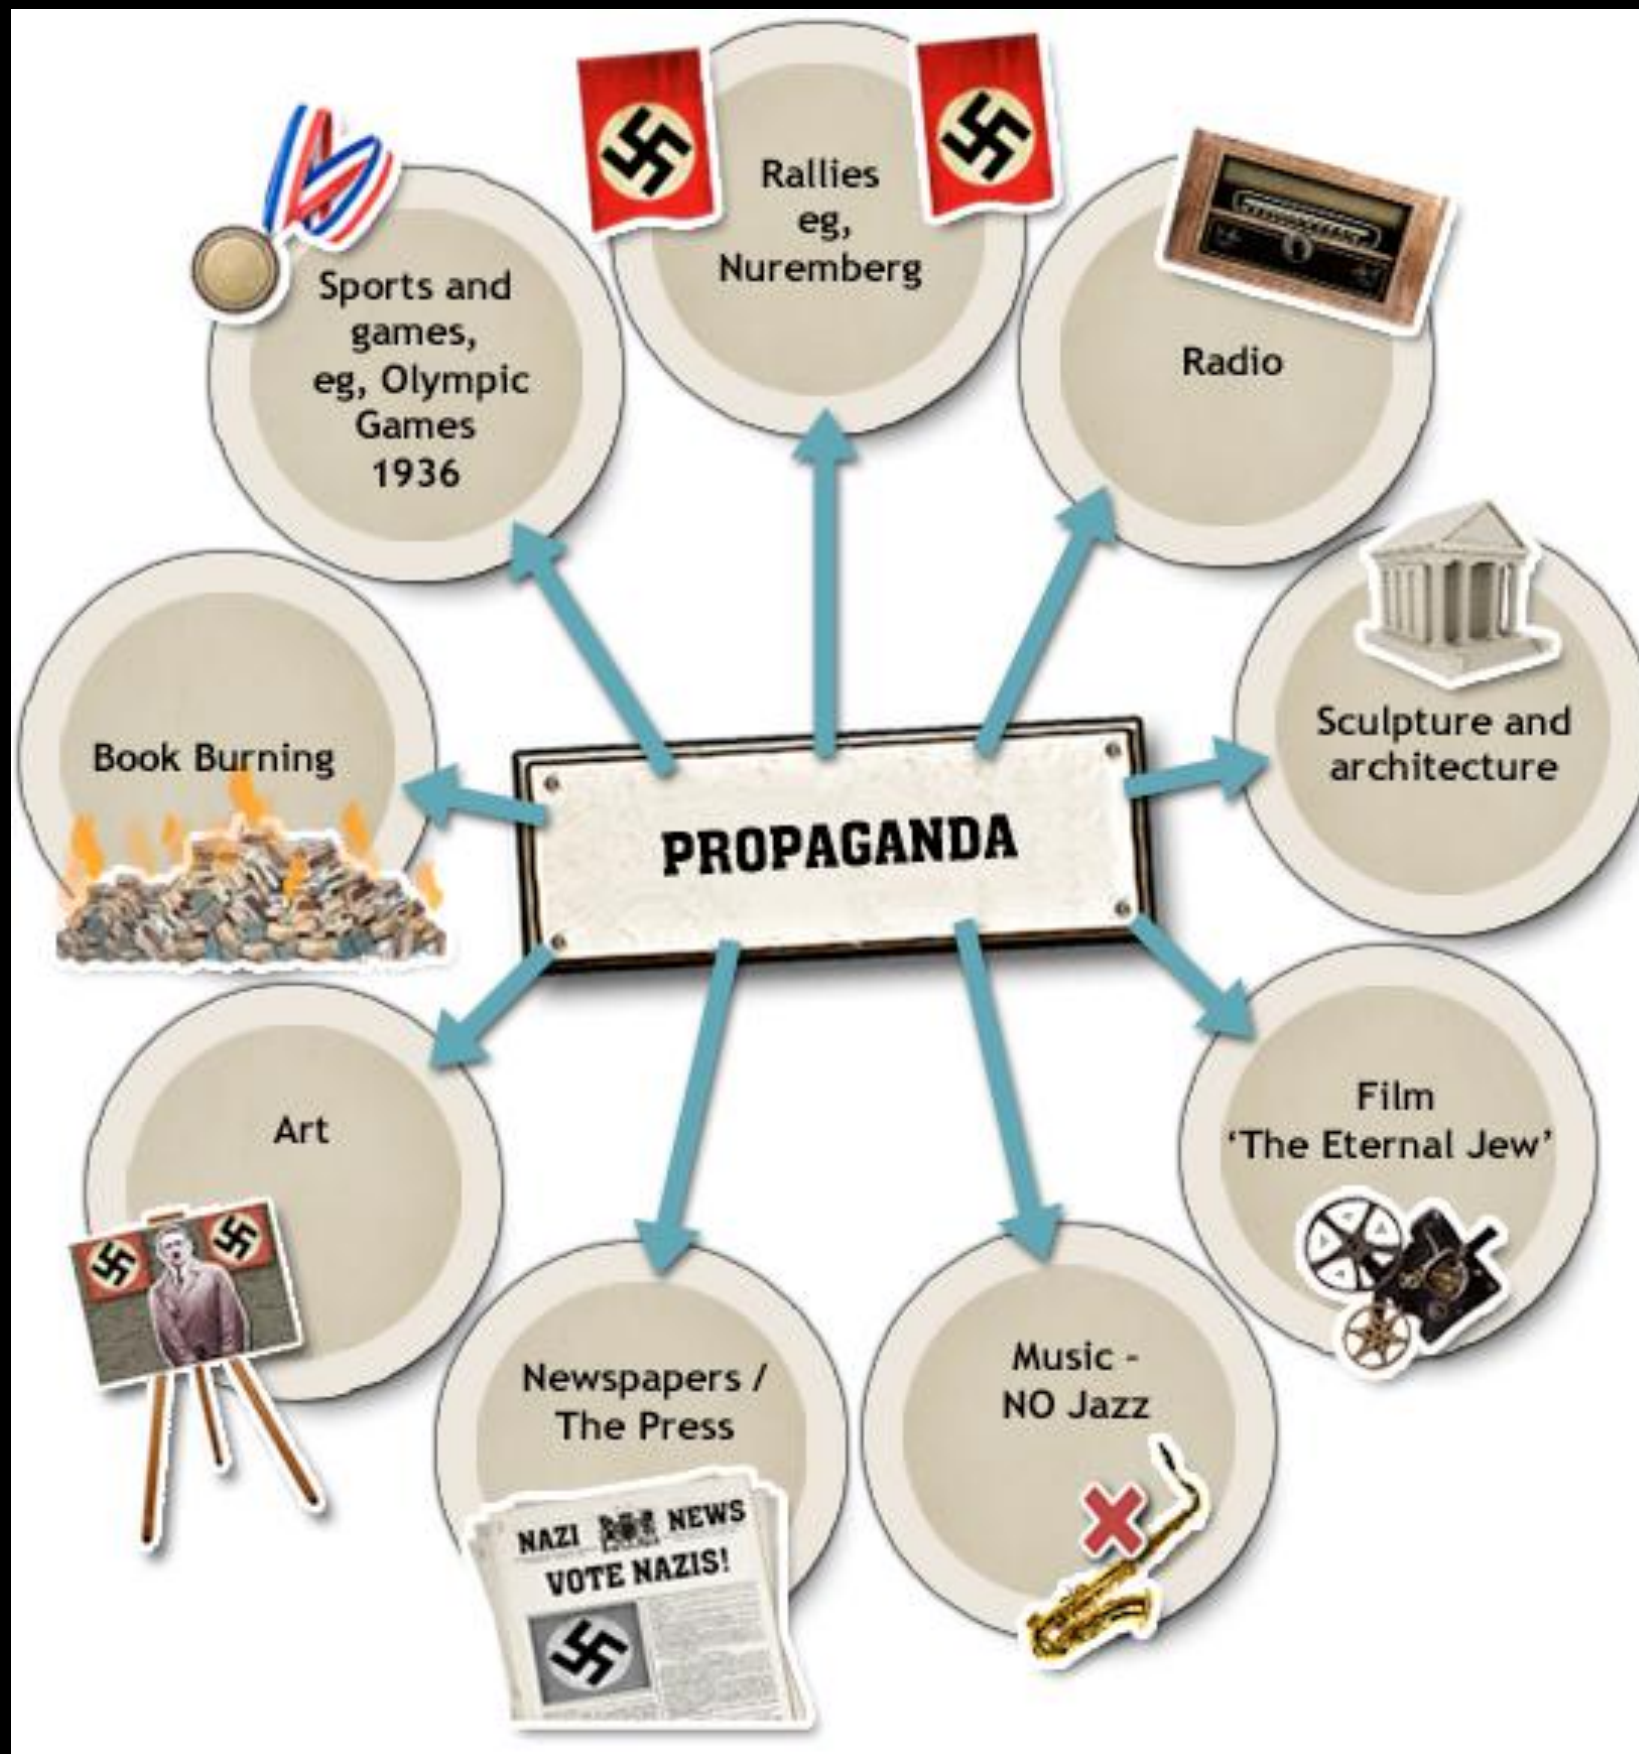 Rallies
eg,
Nuremberg
Sports and
games,
eg, Olympic
Games
1936
Radio
Sculpture and
architecture
Book Burning
PROPAGANDA
Film
‘The Eternal Jew’
Art
Newspapers /
The Press
Music -
NO Jazz
NAZI NEWS
VOTE NAZIS!